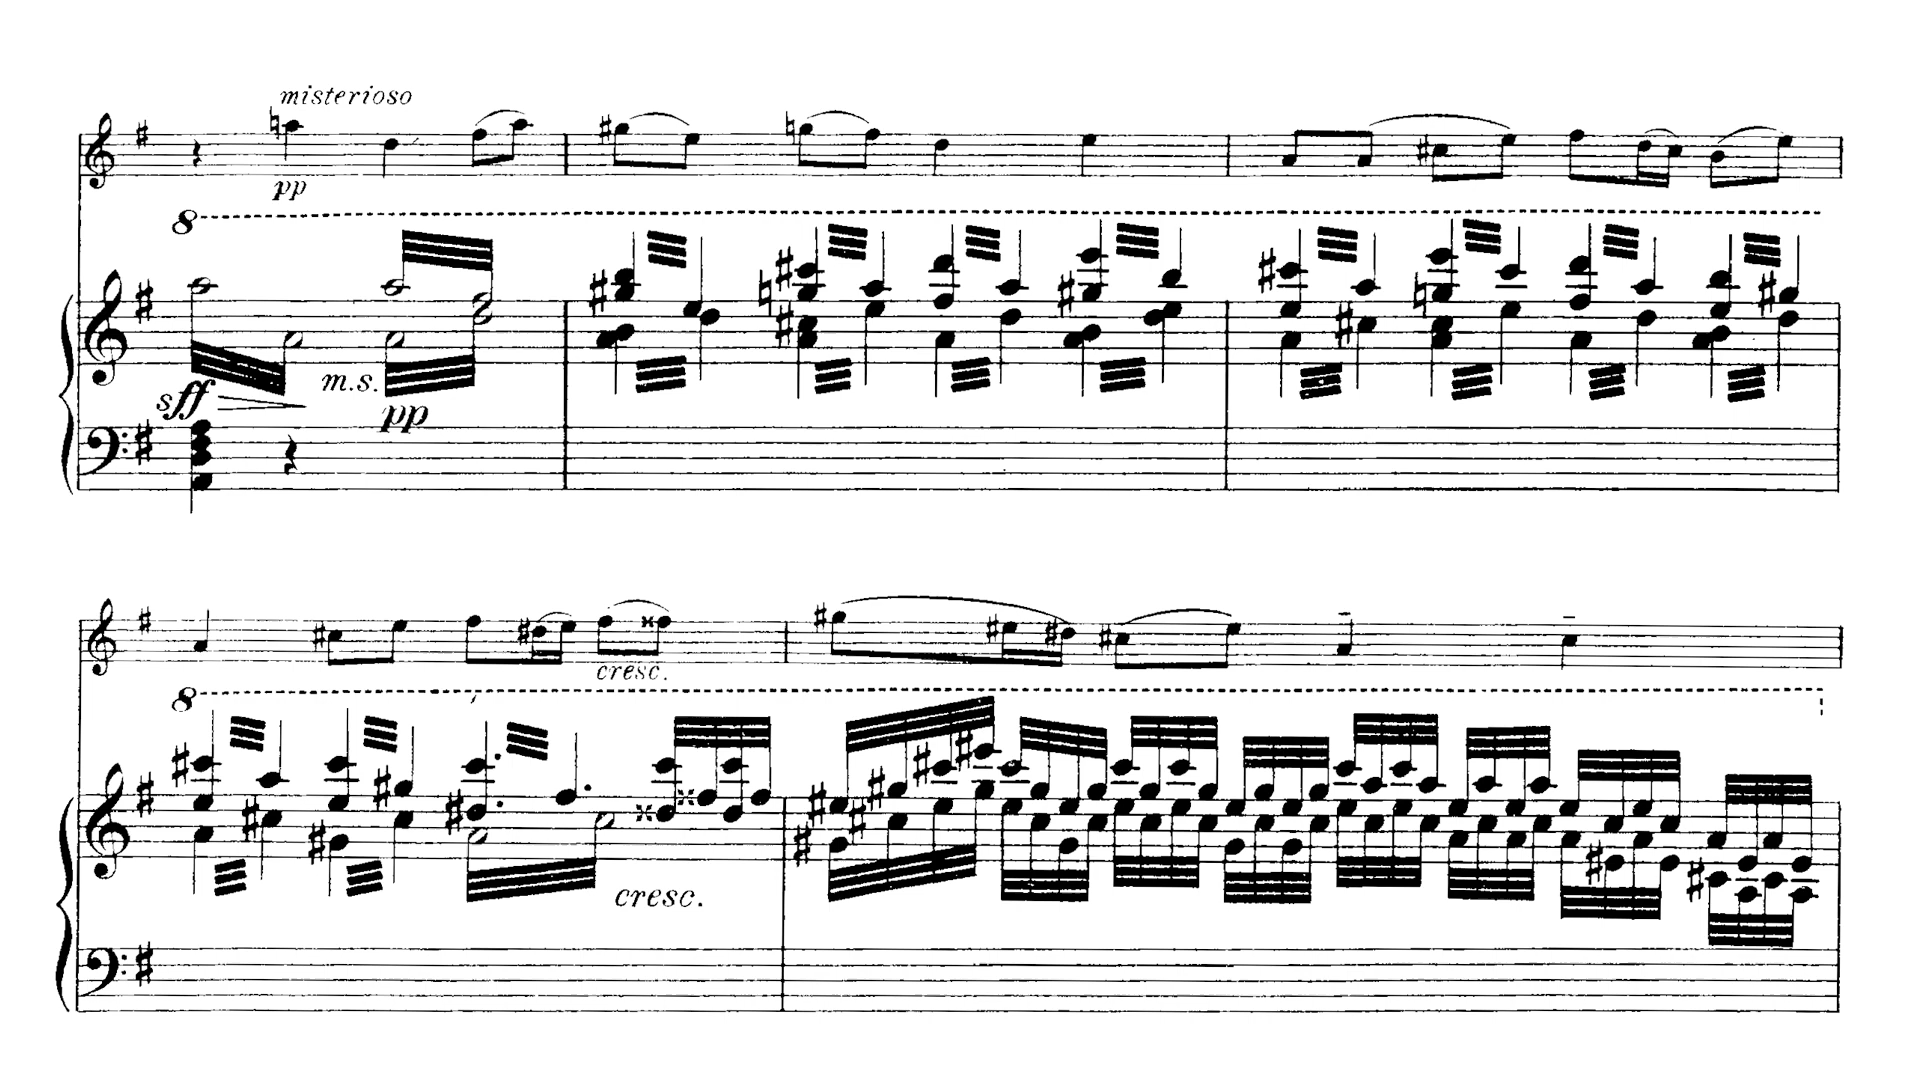 misterioso
pp
8
sff
m.s.
pp
cresc.
8
cresc.